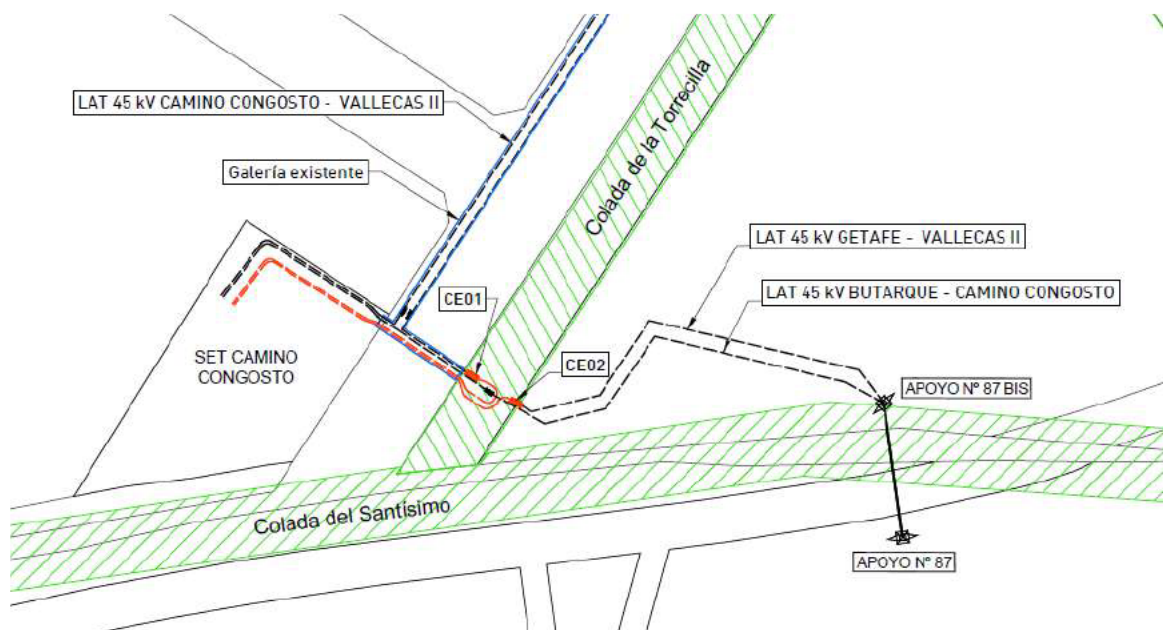 LAT 45 kV CAMINO CONGOSTO - VALLECAS II
Galería existente
Colada de la Torrecilla
LAT 45 kV GETAFE - VALLECAS II
LAT 45 kV BUTARQUE - CAMINO CONGOSTO
CE01
SET CAMINO
CONGOSTO
CE02
APOYO Nº 87 BIS
Colada del Santísimo
APOYO Nº 87